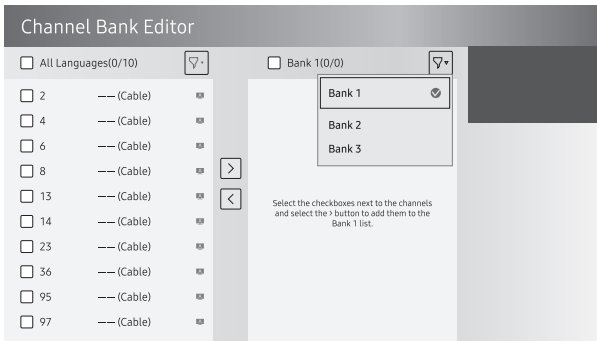 Channel Bank Editor
All Languages(0/10)
Bank 1(0/0)
Bank 1
Bank 2
Bank 3
2 —— (Cable)
4 —— (Cable)
6 —— (Cable)
8 —— (Cable)
13 —— (Cable)
14 —— (Cable)
23 —— (Cable)
36 —— (Cable)
95 —— (Cable)
97 —— (Cable)
>
<
Select the checkboxes next to the channels
and select the > button to add them to the
Bank 1 list.